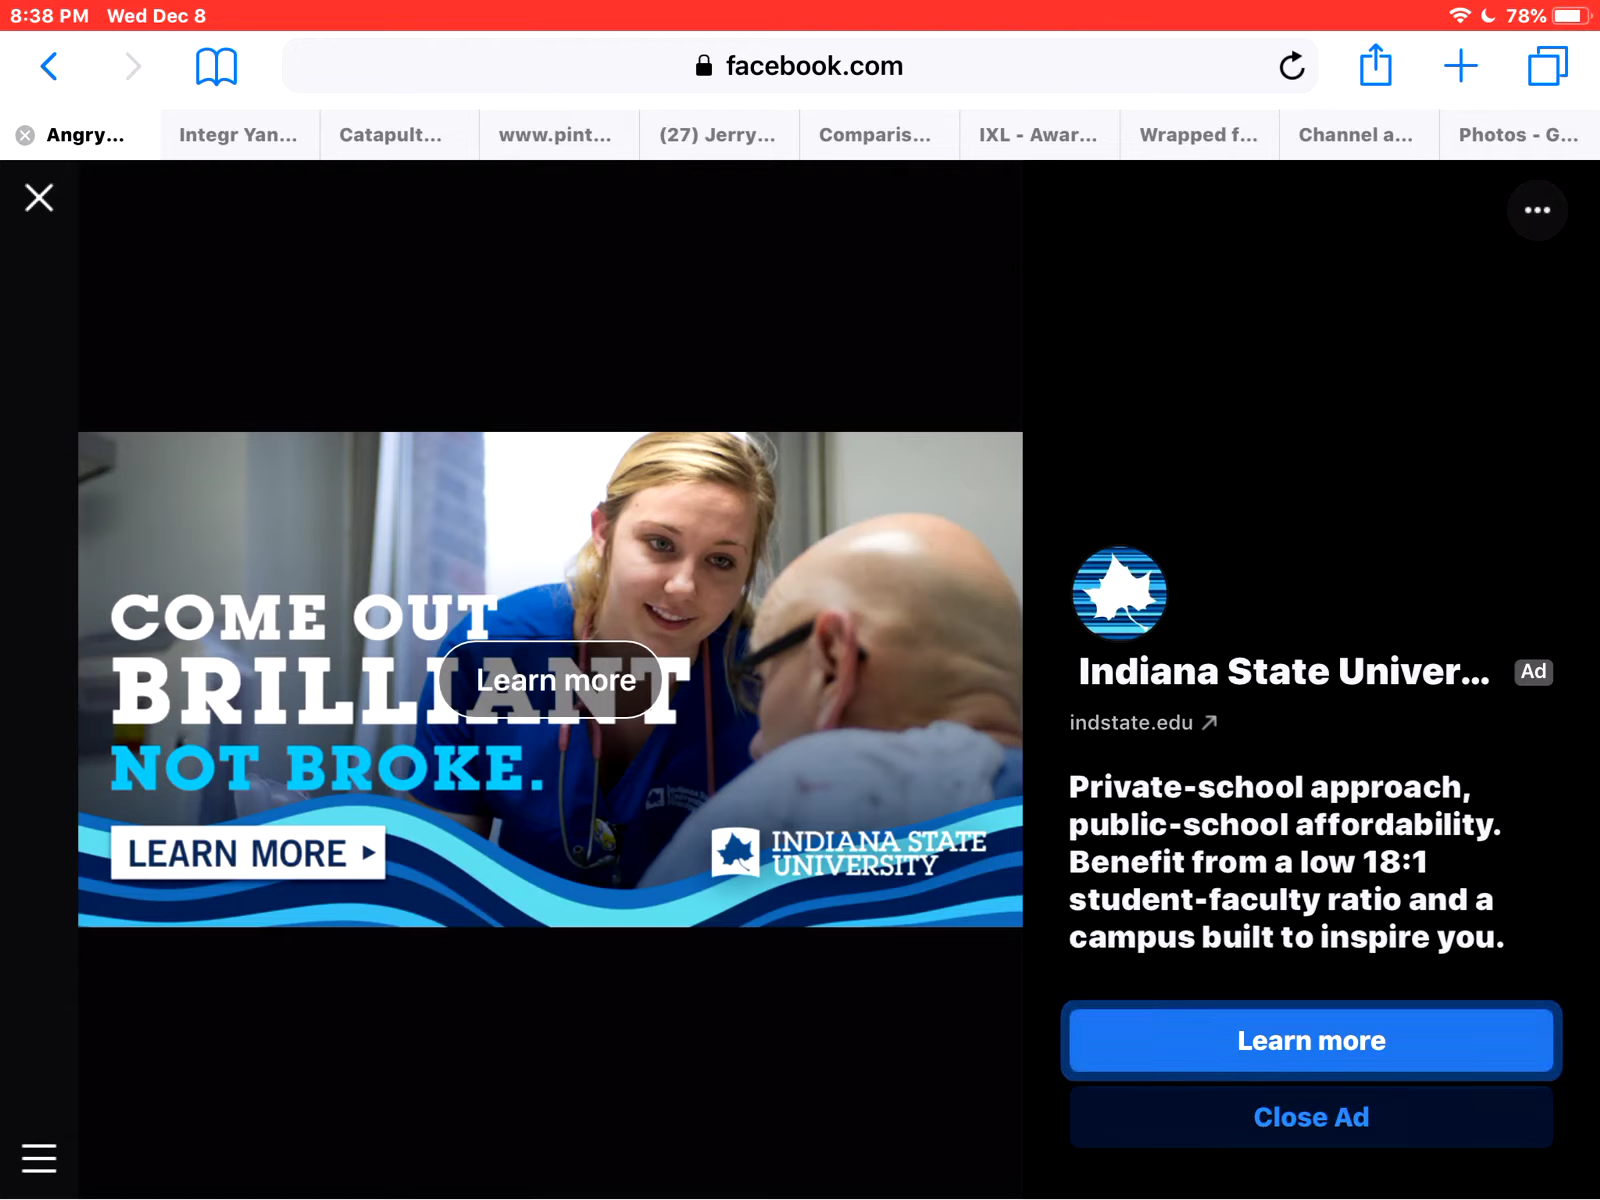 8:38 PM Wed Dec 8 78%
facebook.com
Angry... Integr Yan... Catapult... www.pint... (27) Jerry... Comparis... IXL - Awar... Wrapped f... Channel a... Photos - G...
COME OUT
BRILLIANT
Learn more
NOT BROKE.
LEARN MORE
INDIANA STATE
UNIVERSITY
Indiana State Univer... Ad
indstate.edu
Private-school approach,
public-school affordability.
Benefit from a low 18:1
student-faculty ratio and a
campus built to inspire you.
Learn more
Close Ad